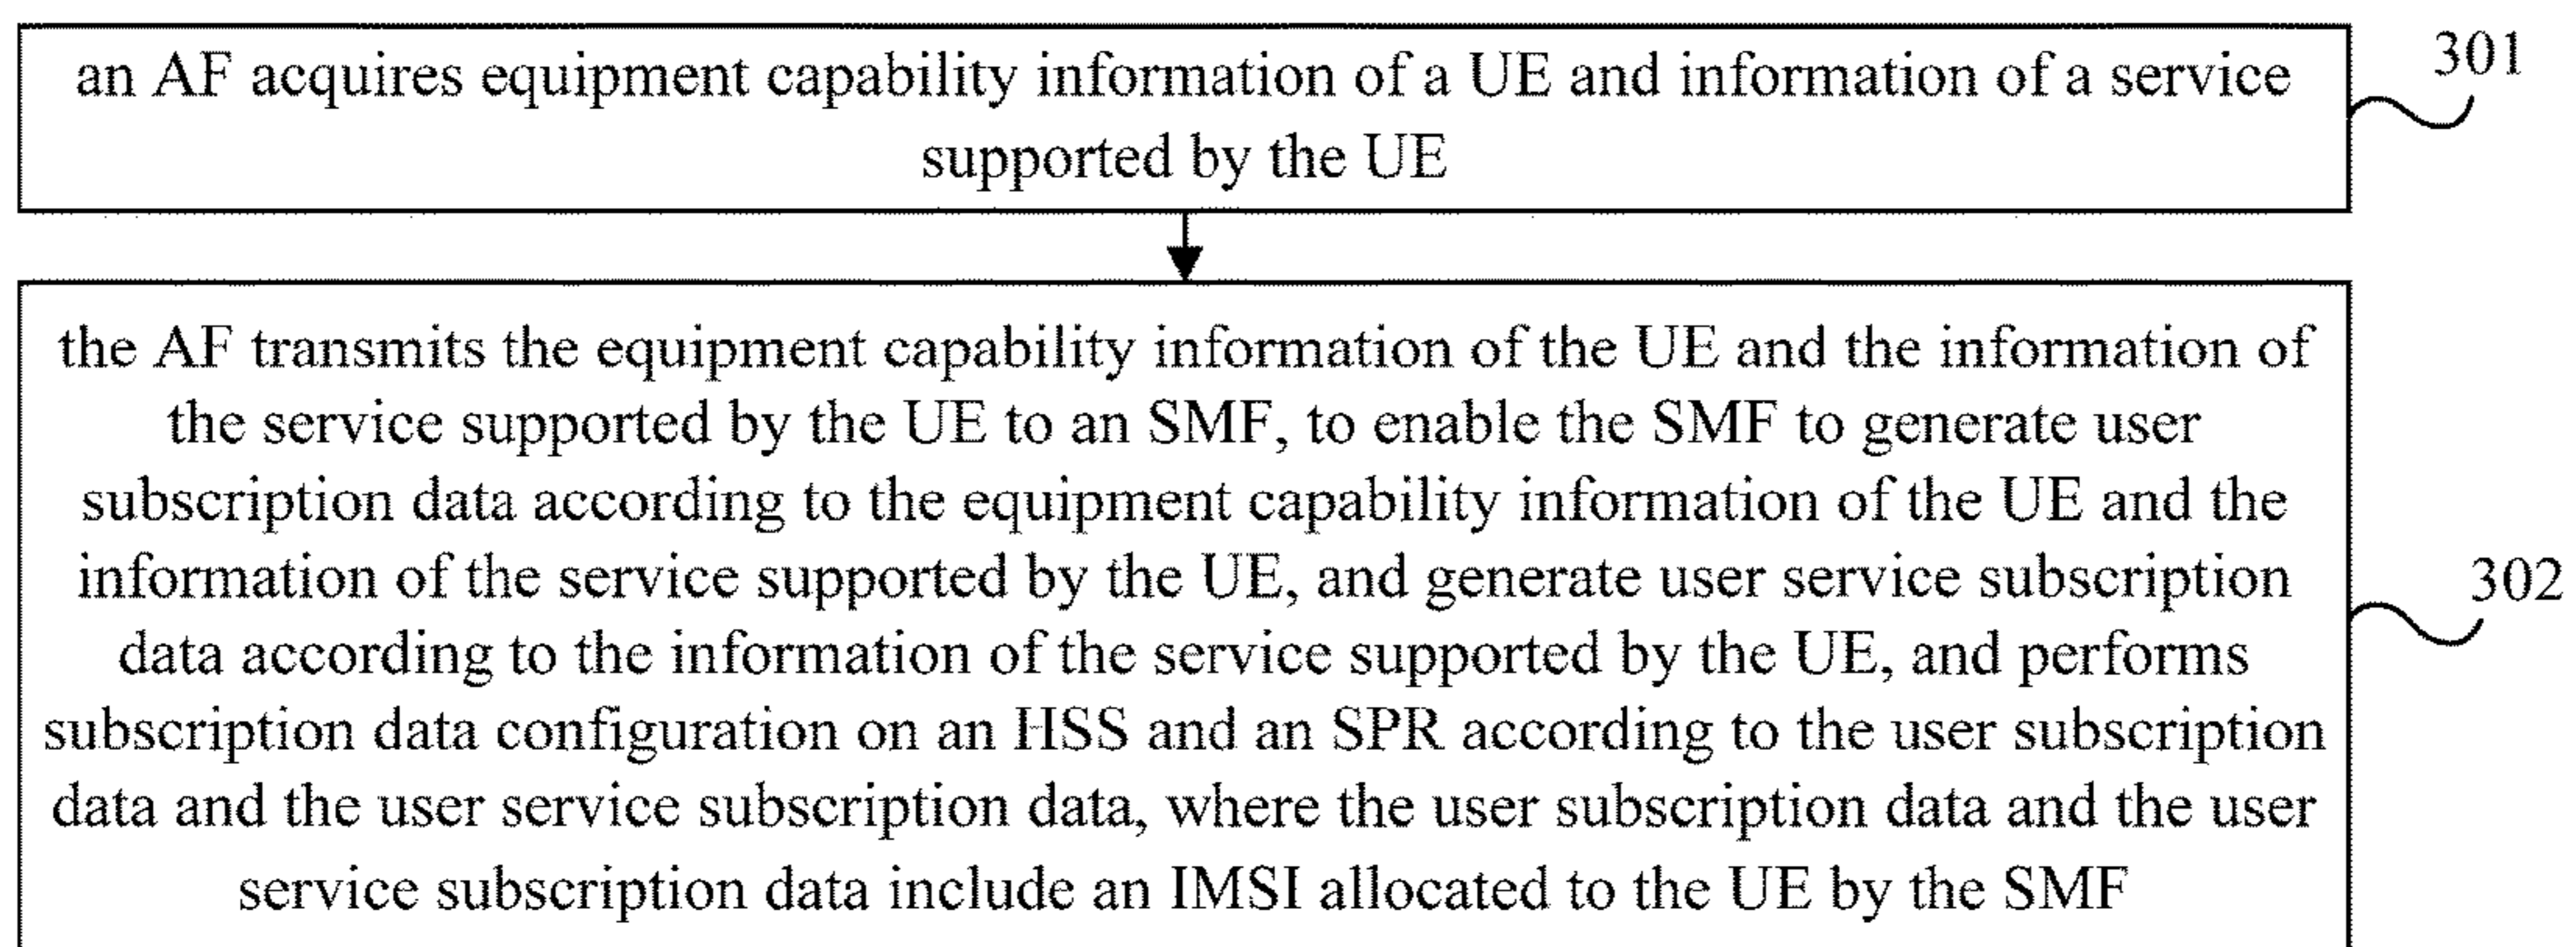 an AF acquires equipment capability information of a UE and information of a service
supported by the UE
301
the AF transmits the equipment capability information of the UE and the information of
the service supported by the UE to an SMF, to enable the SMF to generate user
subscription data according to the equipment capability information of the UE and the
information of the service supported by the UE, and generate user service subscription
data according to the information of the service supported by the UE, and performs
subscription data configuration on an HSS and an SPR according to the user subscription
data and the user service subscription data, where the user subscription data and the user
service subscription data include an IMSI allocated to the UE by the SMF
302